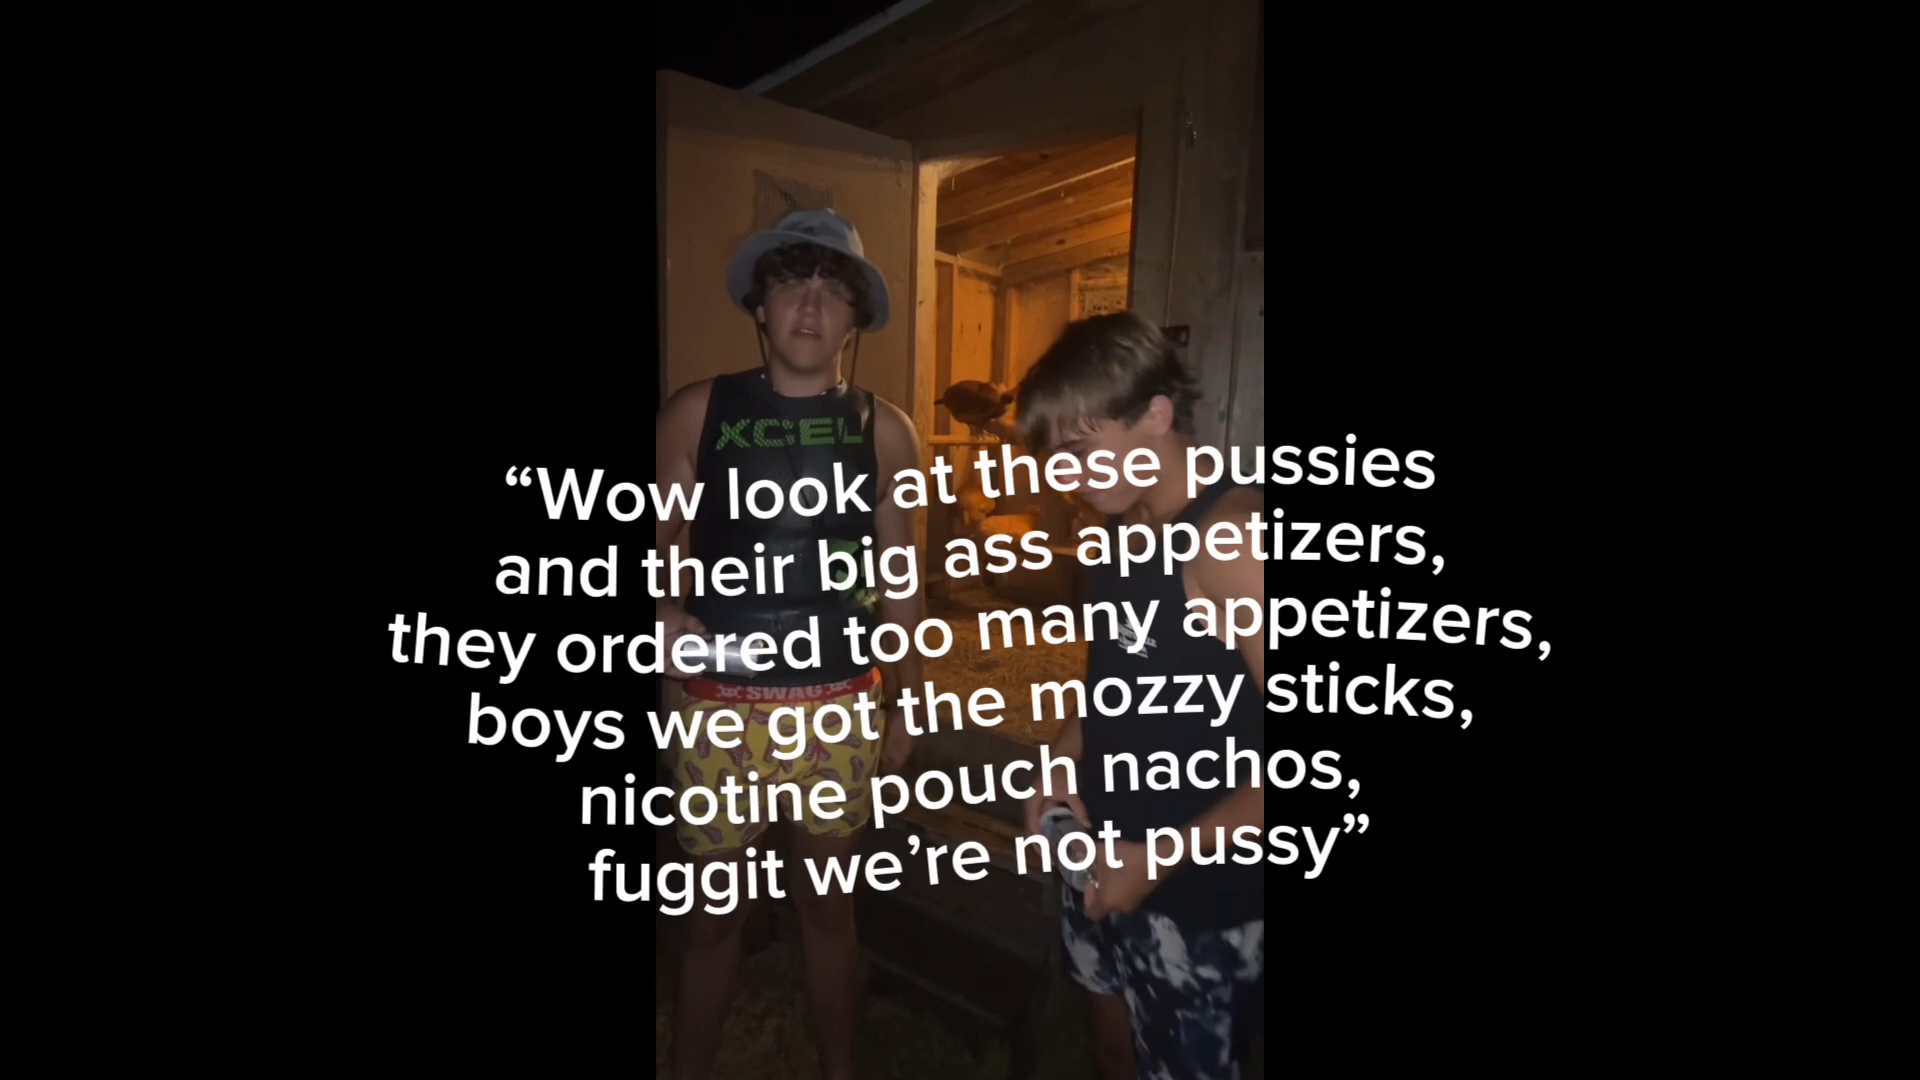 XCEL
SWAG
“Wow look at these pussies
and their big ass appetizers,
they ordered too many appetizers,
boys we got the mozzy sticks,
nicotine pouch nachos,
fuggit we’re not pussy”